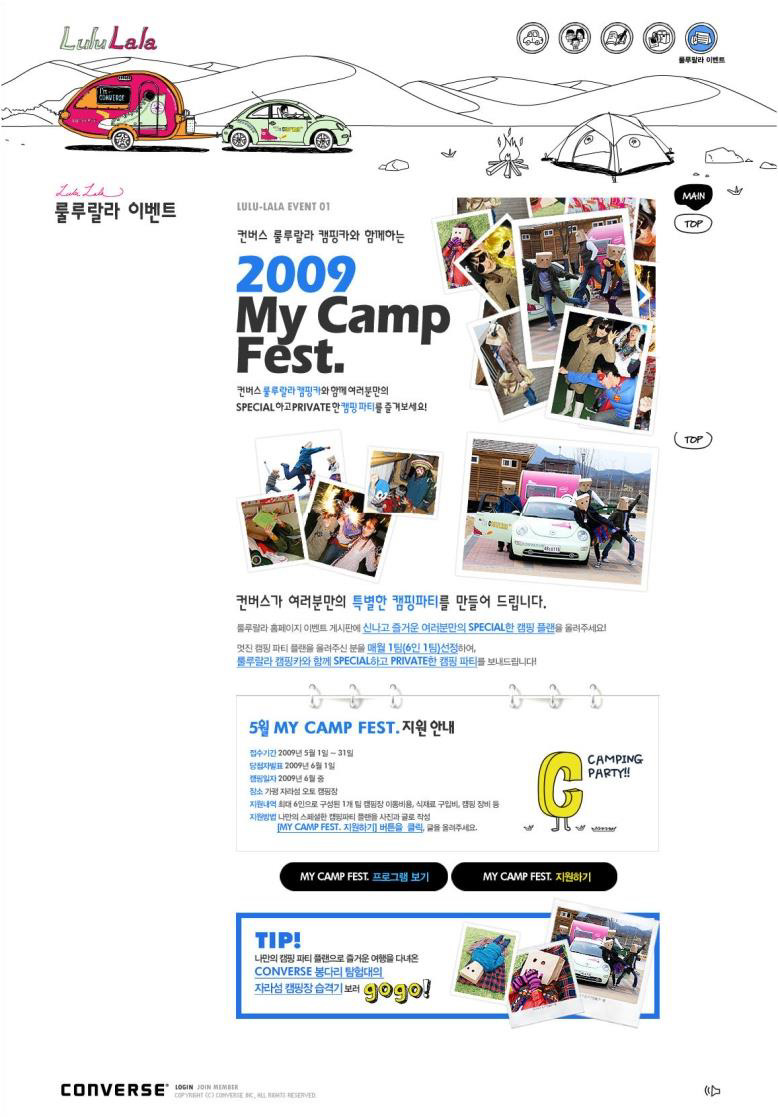 LuluLala
룰루랄라 이벤트
I'm CONVERSE
Lulu Lala
룰루랄라 이벤트
MAIN
TOP
LULU-LALA EVENT 01
컨버스 룰루랄라 캠핑카와 함께하는
2009
My Camp
Fest.
컨버스 룰루랄라 캠핑카와 함께 여러분만의
SPECIAL하고 PRIVATE한 캠핑 파티를 즐겨보세요!
TOP
컨버스가 여러분만의 특별한 캠핑파티를 만들어 드립니다.
룰루랄라 홈페이지 이벤트 게시판에 신나고 즐거운 여러분만의 SPECIAL한 캠핑 플랜을 올려주세요!
멋진 캠핑 파티 플랜을 올려주신 분을 매월 1팀(6인 1팀)선정하여,
룰루랄라 캠핑카와 함께 SPECIAL하고 PRIVATE한 캠핑 파티를 보내드립니다!
5월 MY CAMP FEST. 지원 안내
접수기간 2009년 5월 1일 ~ 31일
당첨자발표 2009년 6월 1일
캠핑일자 2009년 6월 중
장소 가평 자라섬 오토 캠핑장
지원내역 최대 6인으로 구성된 1개 팀 캠핑장 이동비용, 식재료 구입비, 캠핑 장비 등
지원방법 나만의 스페셜한 캠핑파티 플랜을 사진과 글로 작성
[MY CAMP FEST. 지원하기] 버튼을 클릭, 글을 올려주세요.
C
CAMPING
PARTY!!
MY CAMP FEST. 프로그램 보기
MY CAMP FEST. 지원하기
TIP!
나만의 캠핑 파티 플랜으로 즐거운 여행을 다녀온
CONVERSE 봉다리 탐험대의
자라섬 캠핑장 습격기 보러 gogo!
CONVERSE
LOGIN JOIN MEMBER
COPYRIGHT (C) CONVERSE INC, ALL RIGHTS RESERVED.